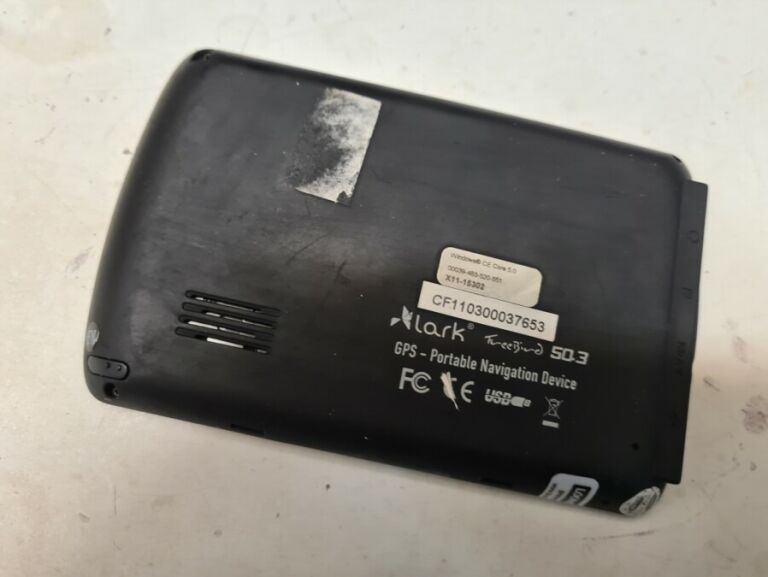 Windows® CE Core 5.0
X11-15302
CF110300037653
lark® FreeBird 50.3
GPS - Portable Navigation Device
FC CE USB